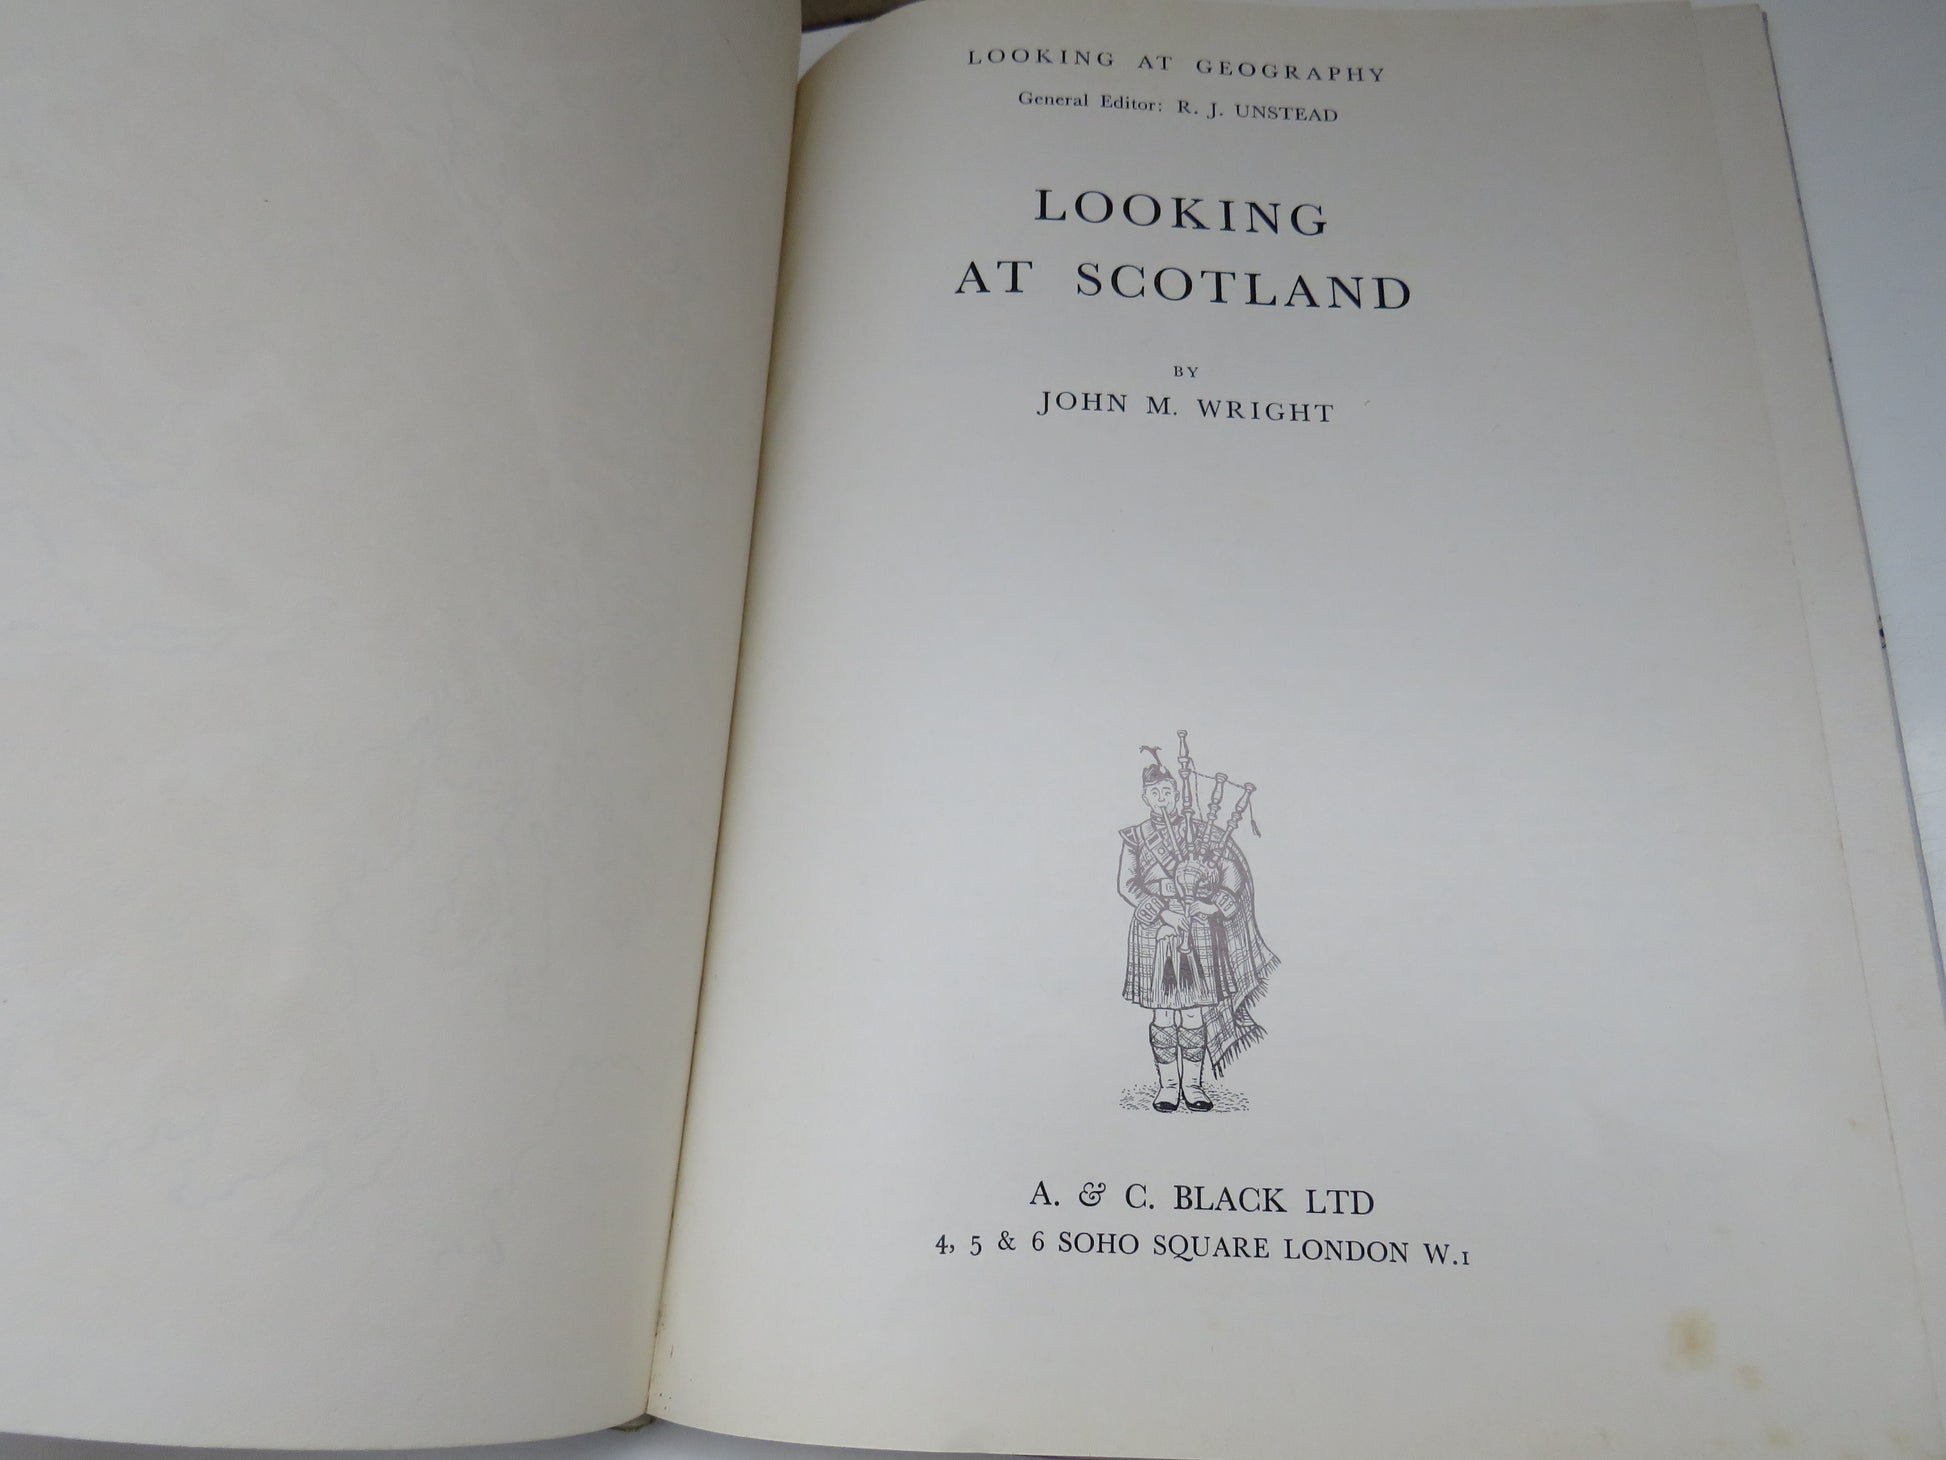 LOOKING AT GEOGRAPHY
General Editor: R. J. UNSTEAD
LOOKING
AT SCOTLAND
BY
JOHN M. WRIGHT
A. & C. BLACK LTD
4, 5 & 6 SOHO SQUARE LONDON W.1